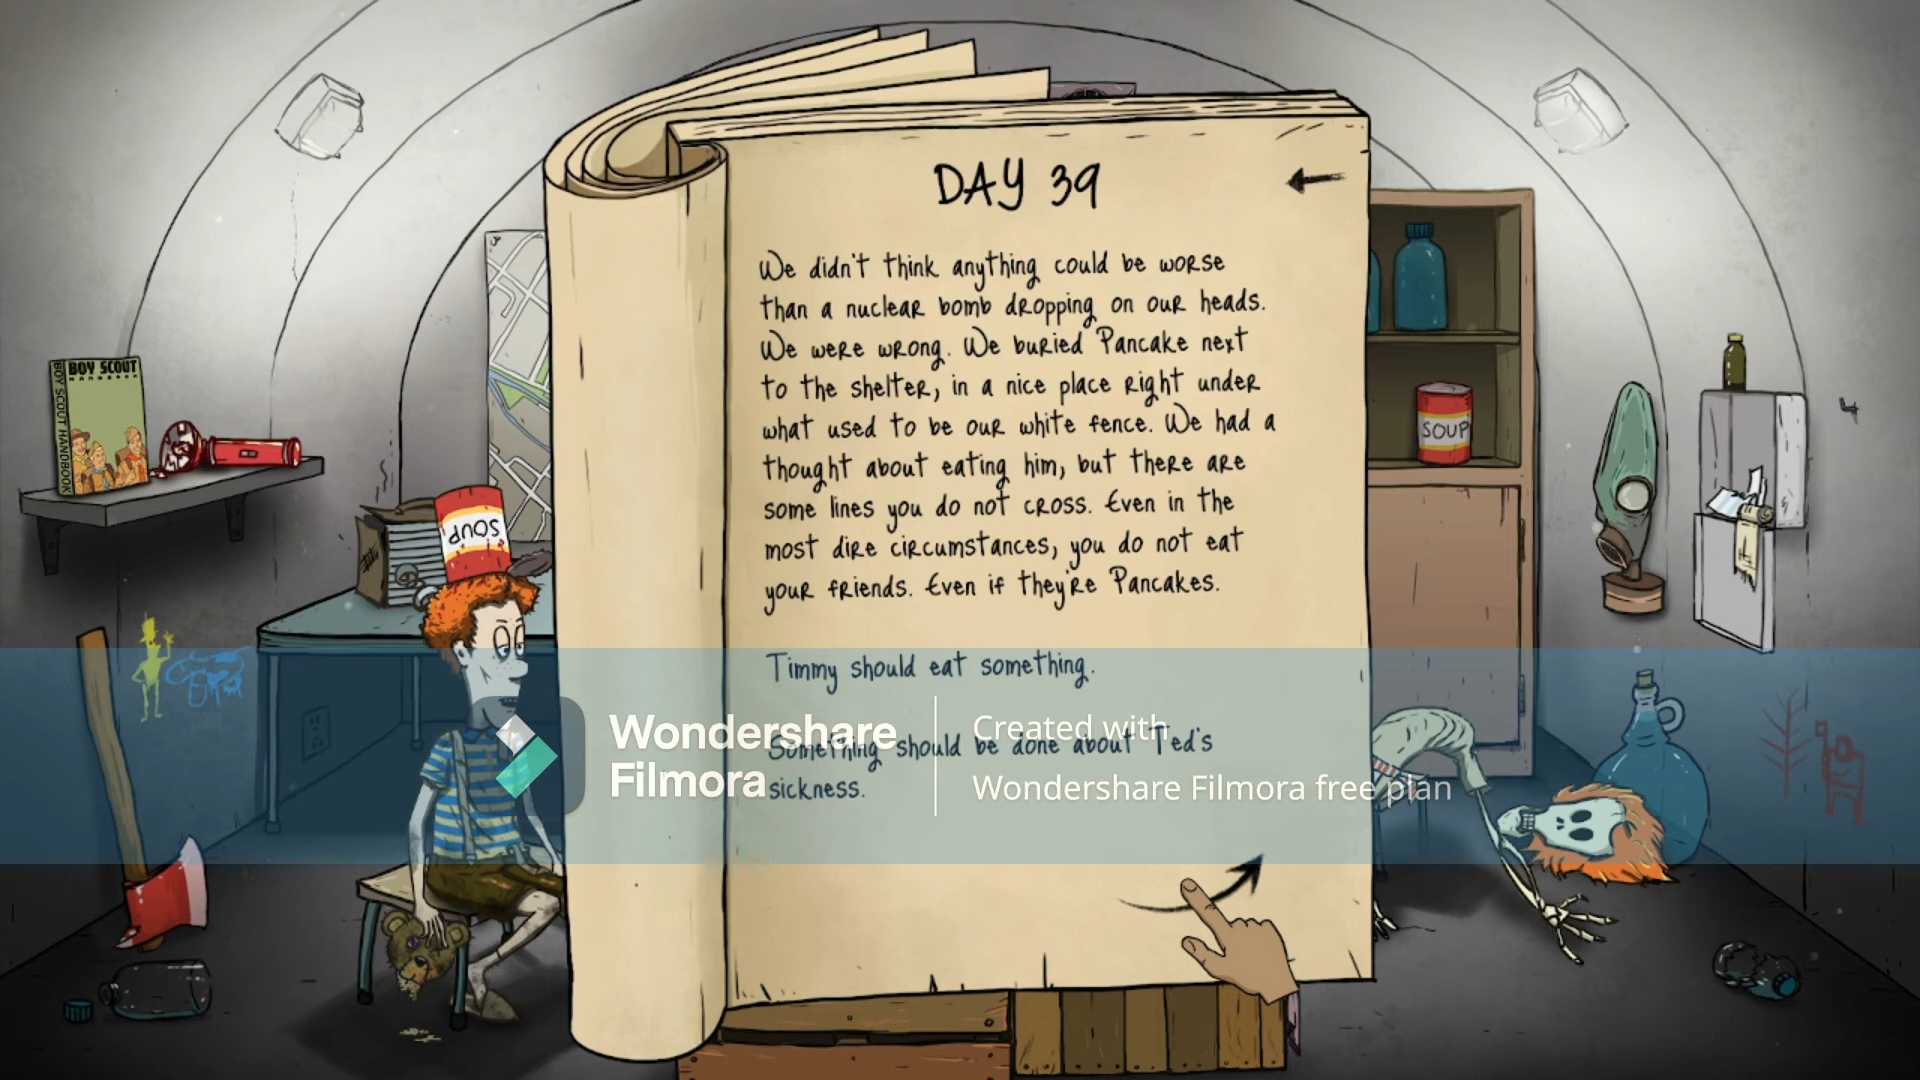 DAY 39
We didn't think anything could be worse
than a nuclear bomb dropping on our heads.
We were wrong. We buried Pancake next
to the shelter, in a nice place right under
what used to be our white fence. We had a
thought about eating him, but there are
some lines you do not cross. Even in the
most dire circumstances, you do not eat
your friends. Even if they're Pancakes.
Timmy should eat something.
Something should be done about Ted's
sickness.
BOY SCOUT
BOY SCOUT HANDBOOK
SOUP
SOUP
Wondershare
Filmora
Created with
Wondershare Filmora free plan